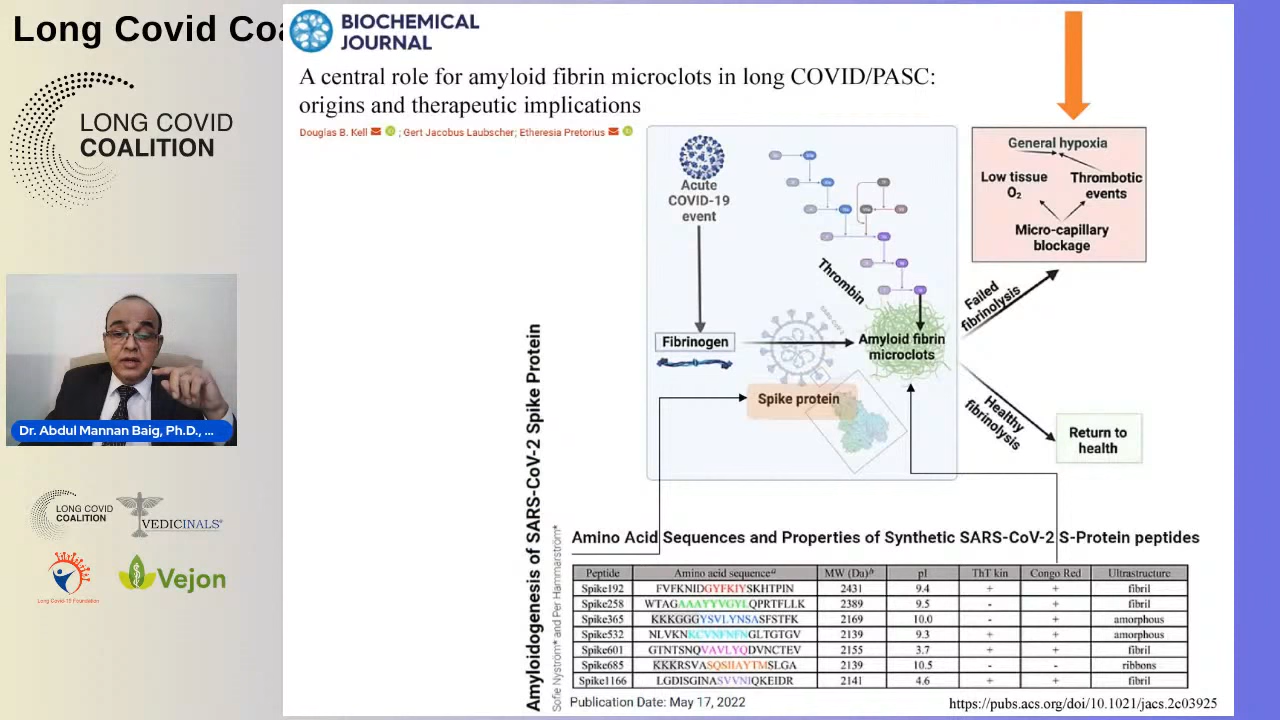 Long Covid Coa
LONG COVID
COALITION
Dr. Abdul Mannan Baig, Ph.D., ...
LONG COVID
COALITION
VEDICINALS®
Long Covid-19 Foundation
Vejon
BIOCHEMICAL
JOURNAL
A central role for amyloid fibrin microclots in long COVID/PASC:
origins and therapeutic implications
Douglas B. Kell ; Gert Jacobus Laubscher; Etheresia Pretorius
Acute
COVID-19
event
Fibrinogen
Thrombin
Amyloid fibrin
microclots
Spike protein
Failed
fibrinolysis
Healthy
fibrinolysis
General hypoxia
Low tissue
O₂
Thrombotic
events
Micro-capillary
blockage
Return to
health
Amyloidogenesis of SARS-CoV-2 Spike Protein
Sofie Nyström* and Per Hammarström*
Amino Acid Sequences and Properties of Synthetic SARS-CoV-2 S-Protein peptides
Peptide Amino acid sequenceᵃ MW (Da)ᵇ pI ThT kin Congo Red Ultrastructure
Spike192 FVFKNIDGYFKIYSKHTPIN 2431 9.4 + + fibril
Spike258 WTAGAAAYYVGYLQPRTFLLK 2389 9.5 - + fibril
Spike365 KKKGGGYSVLYNSASFSTFK 2169 10.0 - + amorphous
Spike532 NLVKNKCVNFNFNGLTGTGV 2139 9.3 + + amorphous
Spike601 GTNTSNQVAVLYQDVNCTEV 2155 3.7 + + fibril
Spike685 KKKRSVASQSIIAYTMSLGA 2139 10.5 - - ribbons
Spike1166 LGDISGINASVVNIQKEIDR 2141 4.6 + + fibril
Publication Date: May 17, 2022
https://pubs.acs.org/doi/10.1021/jacs.2c03925